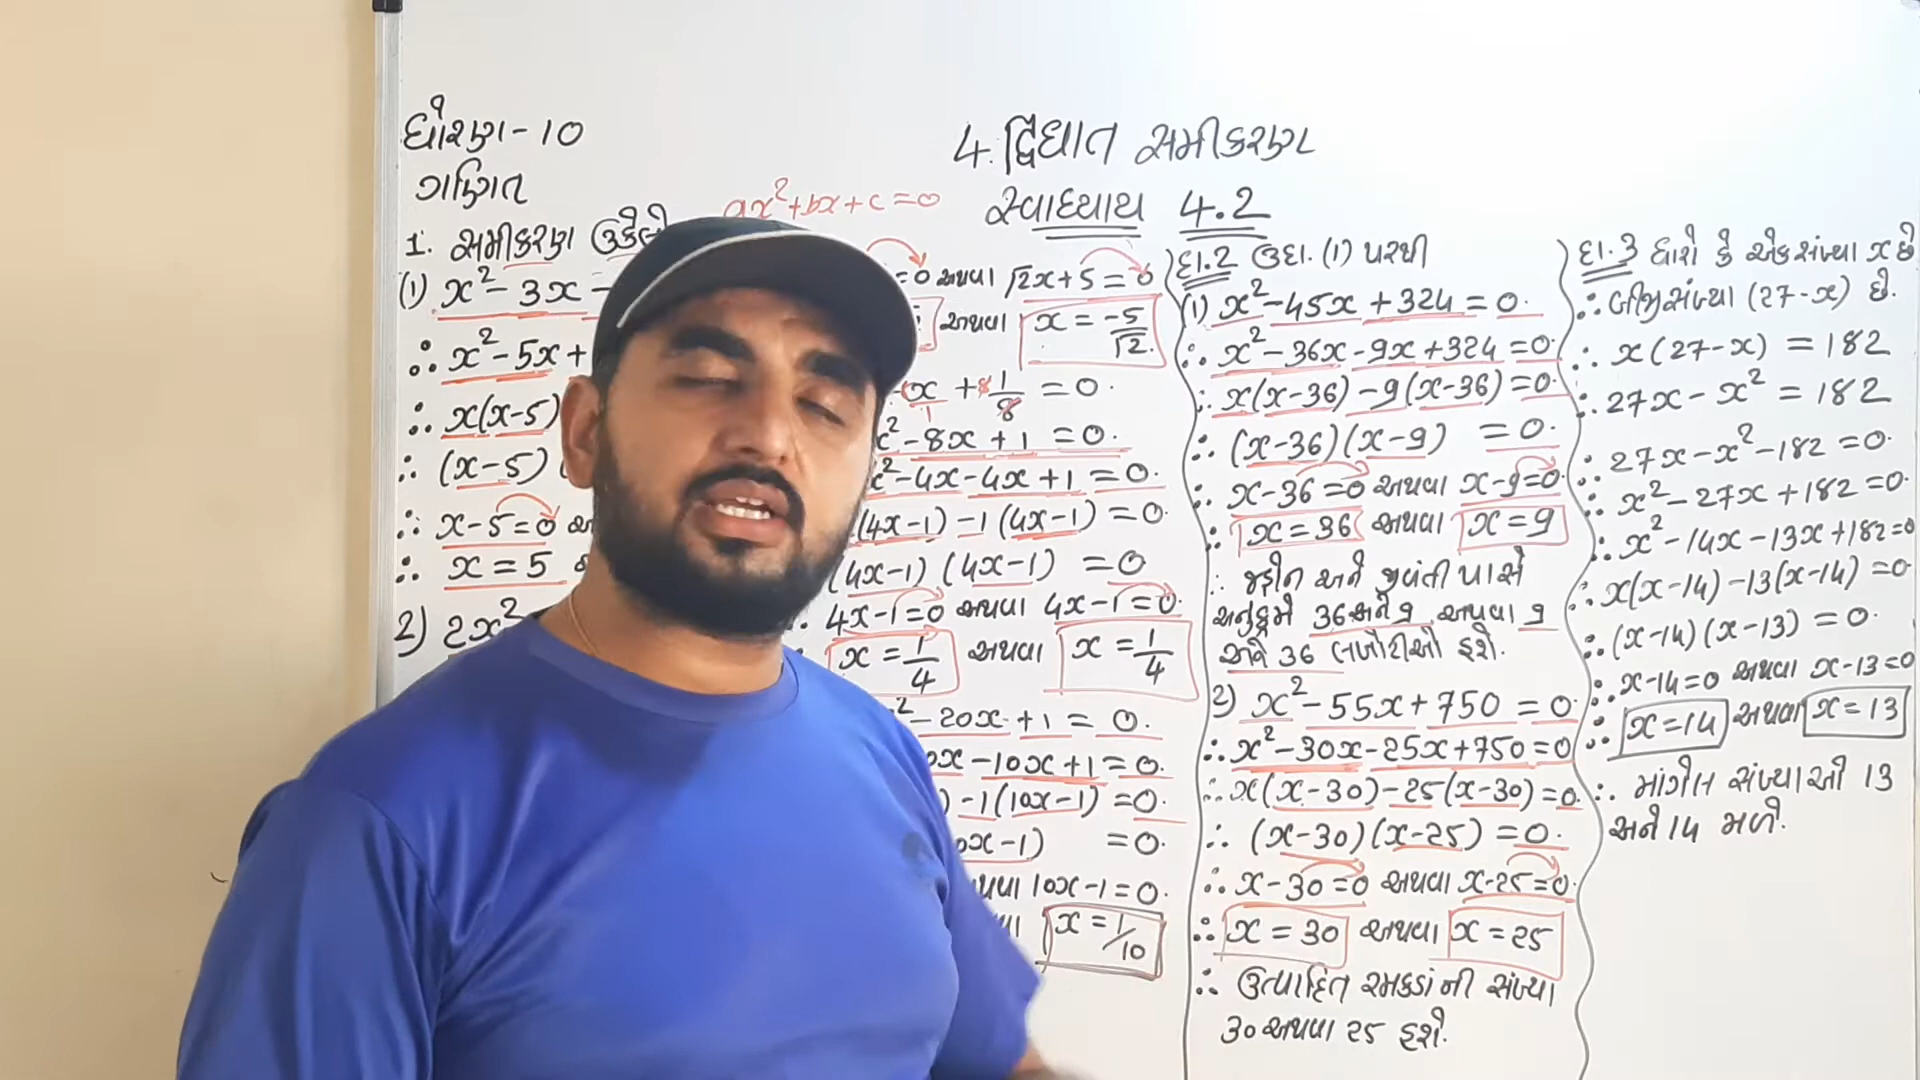 ધોરણ-10
ગણિત
4. દ્વિઘાત સમીકરણ
સ્વાધ્યાય 4.2
ax²+bx+c=0
1. સમીકરણ ઉકેલો
(1) x²-3x-
∴ x²-5x+
∴ x(x-5)
∴ (x-5)
∴ x-5=0
∴ x=5
2) 2x²
=0 અથવા √2x+5=0
અથવા x=-5/√2.
x+1/8=0.
x²-8x+1=0.
x²-4x-4x+1=0.
(4x-1)-1(4x-1)=0.
(4x-1)(4x-1)=0
∴ 4x-1=0 અથવા 4x-1=0.
x=1/4 અથવા x=1/4
²-20x+1=0.
0x-10x+1=0.
)-1(10x-1)=0.
0x-1) =0.
10x-1=0.
x=1/10
દા.2 ઉદા.(1) પરથી
(1) x²-45x+324=0.
∴ x²-36x-9x+324=0.
∴ x(x-36)-9(x-36)=0.
∴ (x-36)(x-9)=0.
∴ x-36=0 અથવા x-9=0.
∴ x=36 અથવા x=9
∴ અને જીવંતી પાસે
અનુક્રમે 36 અને 9 અથવા 9
અને 36 લખોટીઓ હશે.
2) x²-55x+750=0.
∴ x²-30x-25x+750=0
∴ x(x-30)-25(x-30)=0.
∴ (x-30)(x-25)=0.
∴ x-30=0 અથવા x-25=0.
∴ x=30 અથવા x=25
∴ ઉત્પાદિત રમકડાંની સંખ્યા
30 અથવા 25 હશે.
દા.3 ધારો કે એક સંખ્યા x છે
∴ બીજી સંખ્યા (27-x) છે.
∴ x(27-x)=182
∴ 27x-x²=182
∴ 27x-x²-182=0.
∴ x²-27x+182=0.
∴ x²-14x-13x+182=0
∴ x(x-14)-13(x-14)=0
∴ (x-14)(x-13)=0.
∴ x-14=0 અથવા x-13=0
∴ x=14 અથવા x=13
∴ માંગેલ સંખ્યાઓ 13
અને 14 મળે.